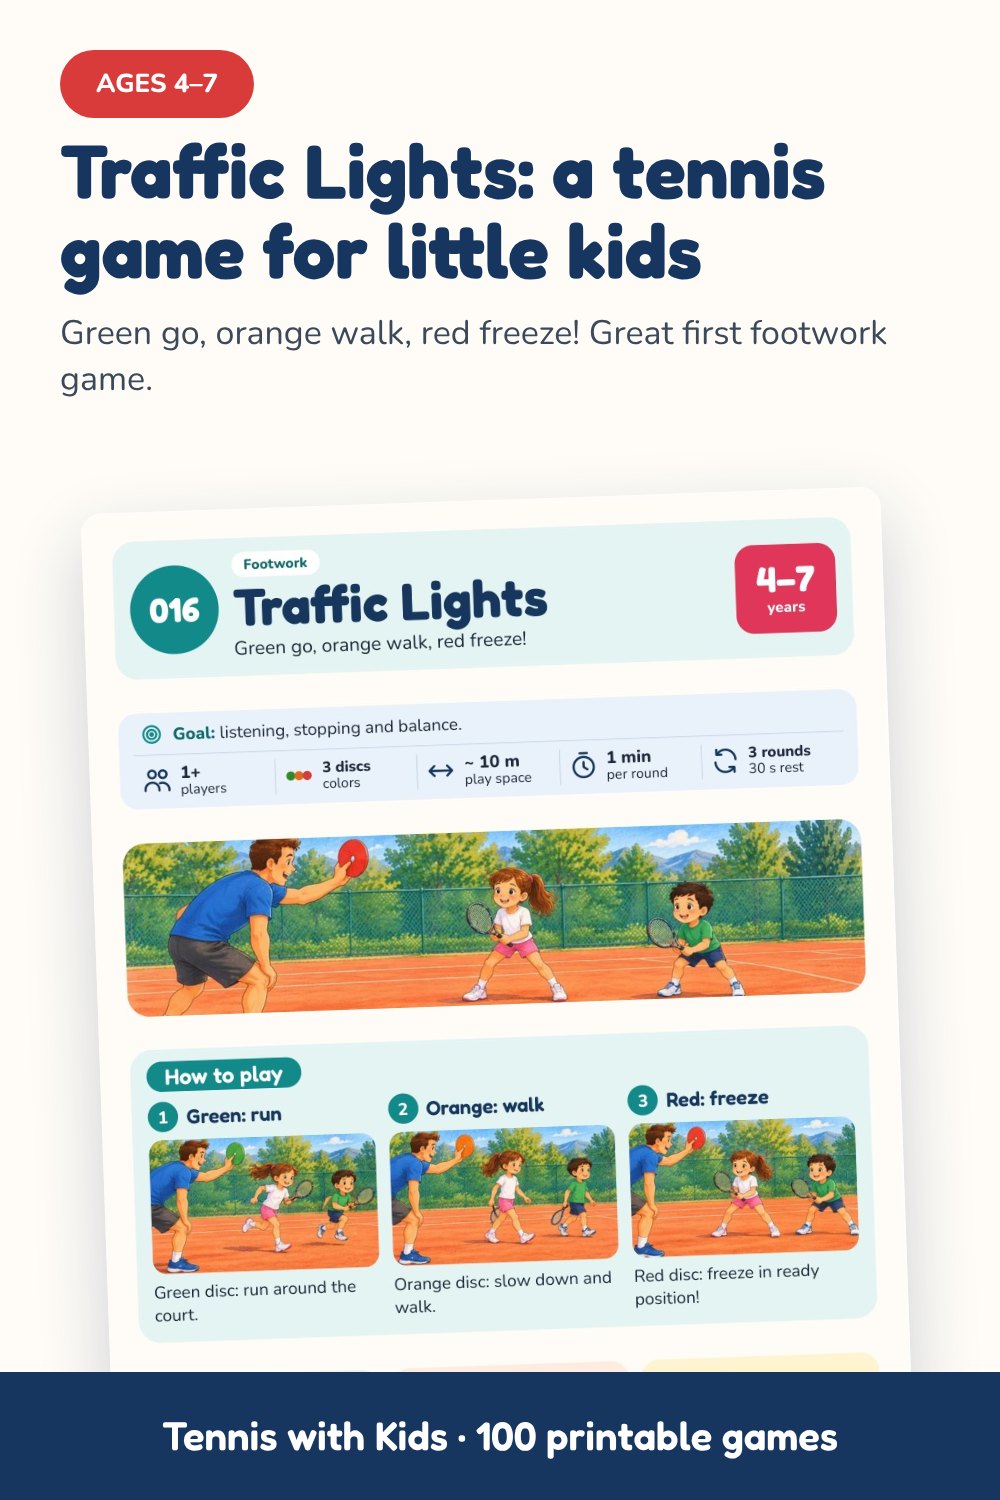 AGES 4–7
Traffic Lights: a tennis
game for little kids
Green go, orange walk, red freeze! Great first footwork
game.
016
Footwork
Traffic Lights
Green go, orange walk, red freeze!
4–7
years
Goal: listening, stopping and balance.
1+
players
3 discs
colors
~ 10 m
play space
1 min
per round
3 rounds
30 s rest
How to play
1 Green: run
Green disc: run around the
court.
2 Orange: walk
Orange disc: slow down and
walk.
3 Red: freeze
Red disc: freeze in ready
position!
Tennis with Kids · 100 printable games